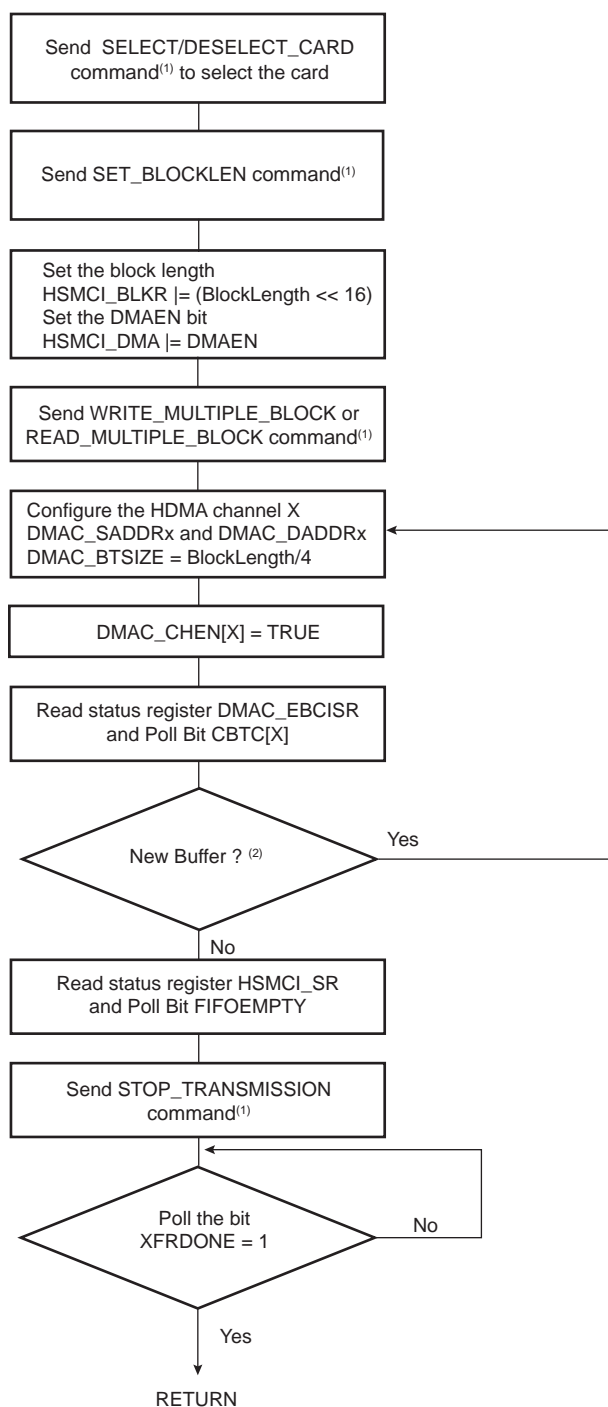 Send SELECT/DESELECT_CARD
command(1) to select the card
Send SET_BLOCKLEN command(1)
Set the block length
HSMCI_BLKR |= (BlockLength << 16)
Set the DMAEN bit
HSMCI_DMA |= DMAEN
Send WRITE_MULTIPLE_BLOCK or
READ_MULTIPLE_BLOCK command(1)
Configure the HDMA channel X
DMAC_SADDRx and DMAC_DADDRx
DMAC_BTSIZE = BlockLength/4
DMAC_CHEN[X] = TRUE
Read status register DMAC_EBCISR
and Poll Bit CBTC[X]
New Buffer ? (2)
Yes
No
Read status register HSMCI_SR
and Poll Bit FIFOEMPTY
Send STOP_TRANSMISSION
command(1)
Poll the bit
XFRDONE = 1
No
Yes
RETURN